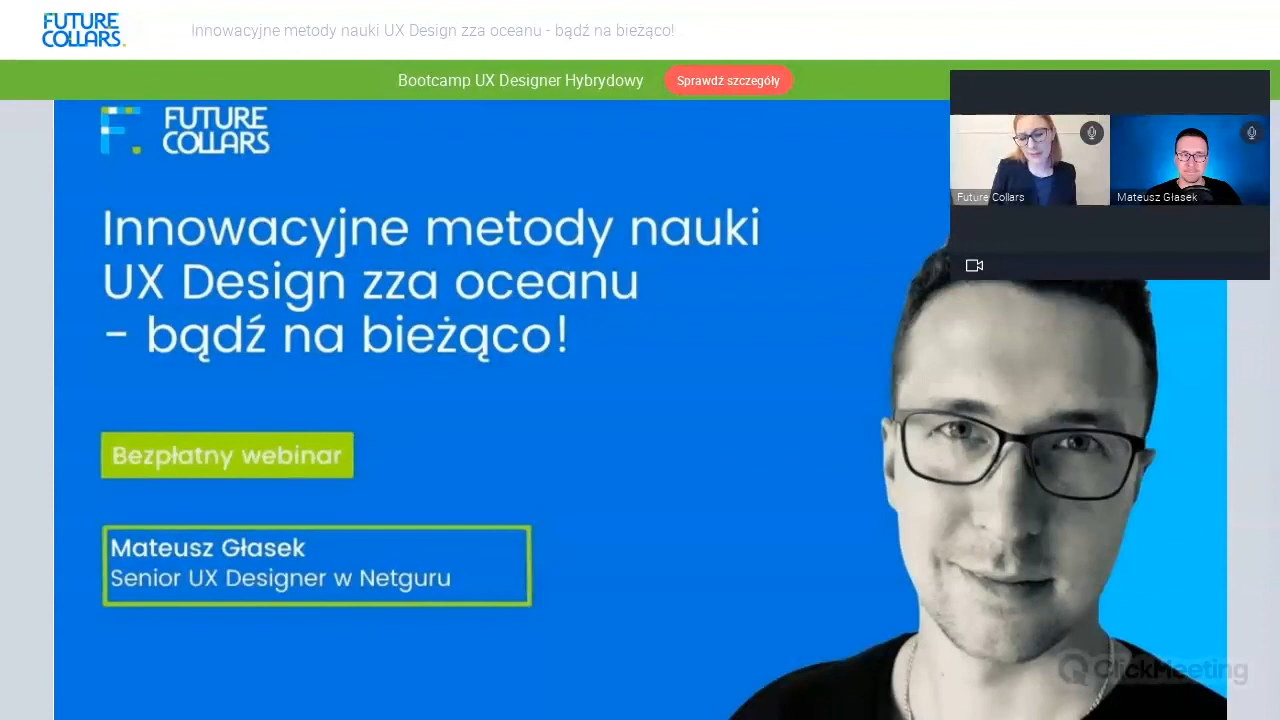 FUTURE
COLLARS.
Innowacyjne metody nauki UX Design zza oceanu - bądź na bieżąco!
Bootcamp UX Designer Hybrydowy
Sprawdź szczegóły
Future Collars
Mateusz Głasek
F.
FUTURE
COLLARS
Innowacyjne metody nauki
UX Design zza oceanu
- bądź na bieżąco!
Bezpłatny webinar
Mateusz Głasek
Senior UX Designer w Netguru
ClickMeeting